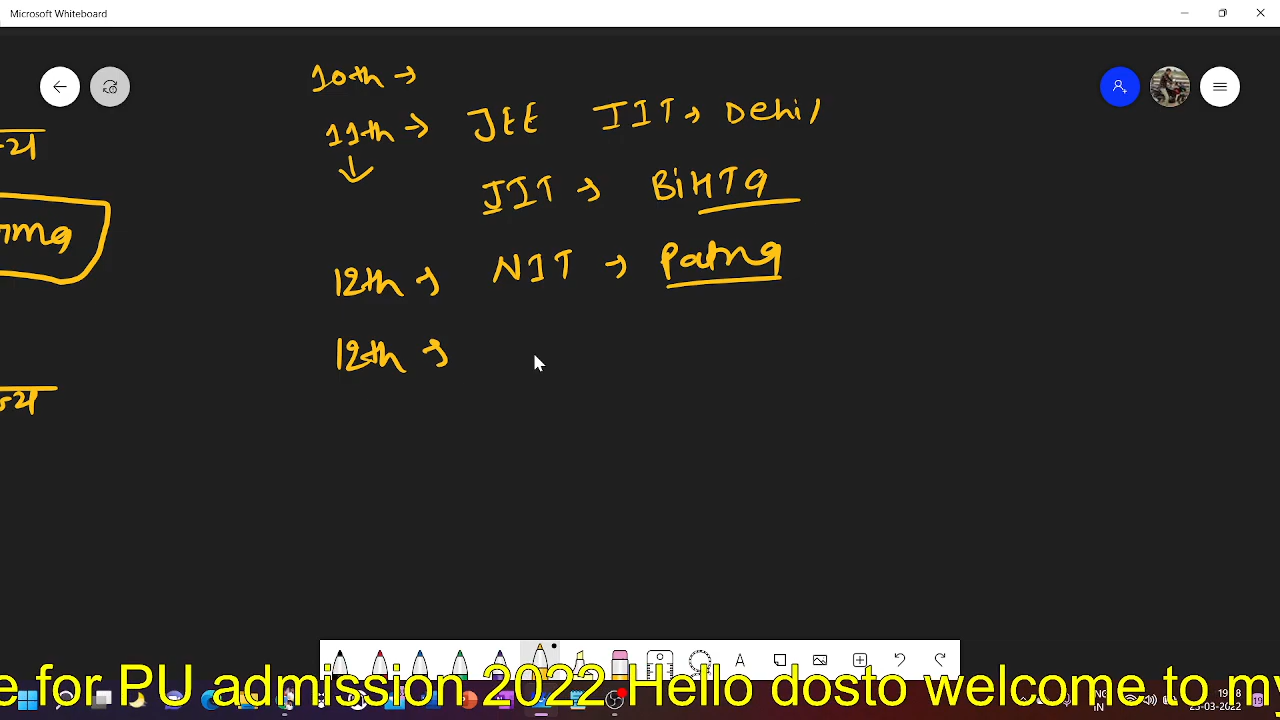 Microsoft Whiteboard
10th →
11th → JEE IIT → Dehil
IIT → BiHTa
12th → NIT → Patna
12th →
e for PU admission 2022 Hello dosto welcome to my